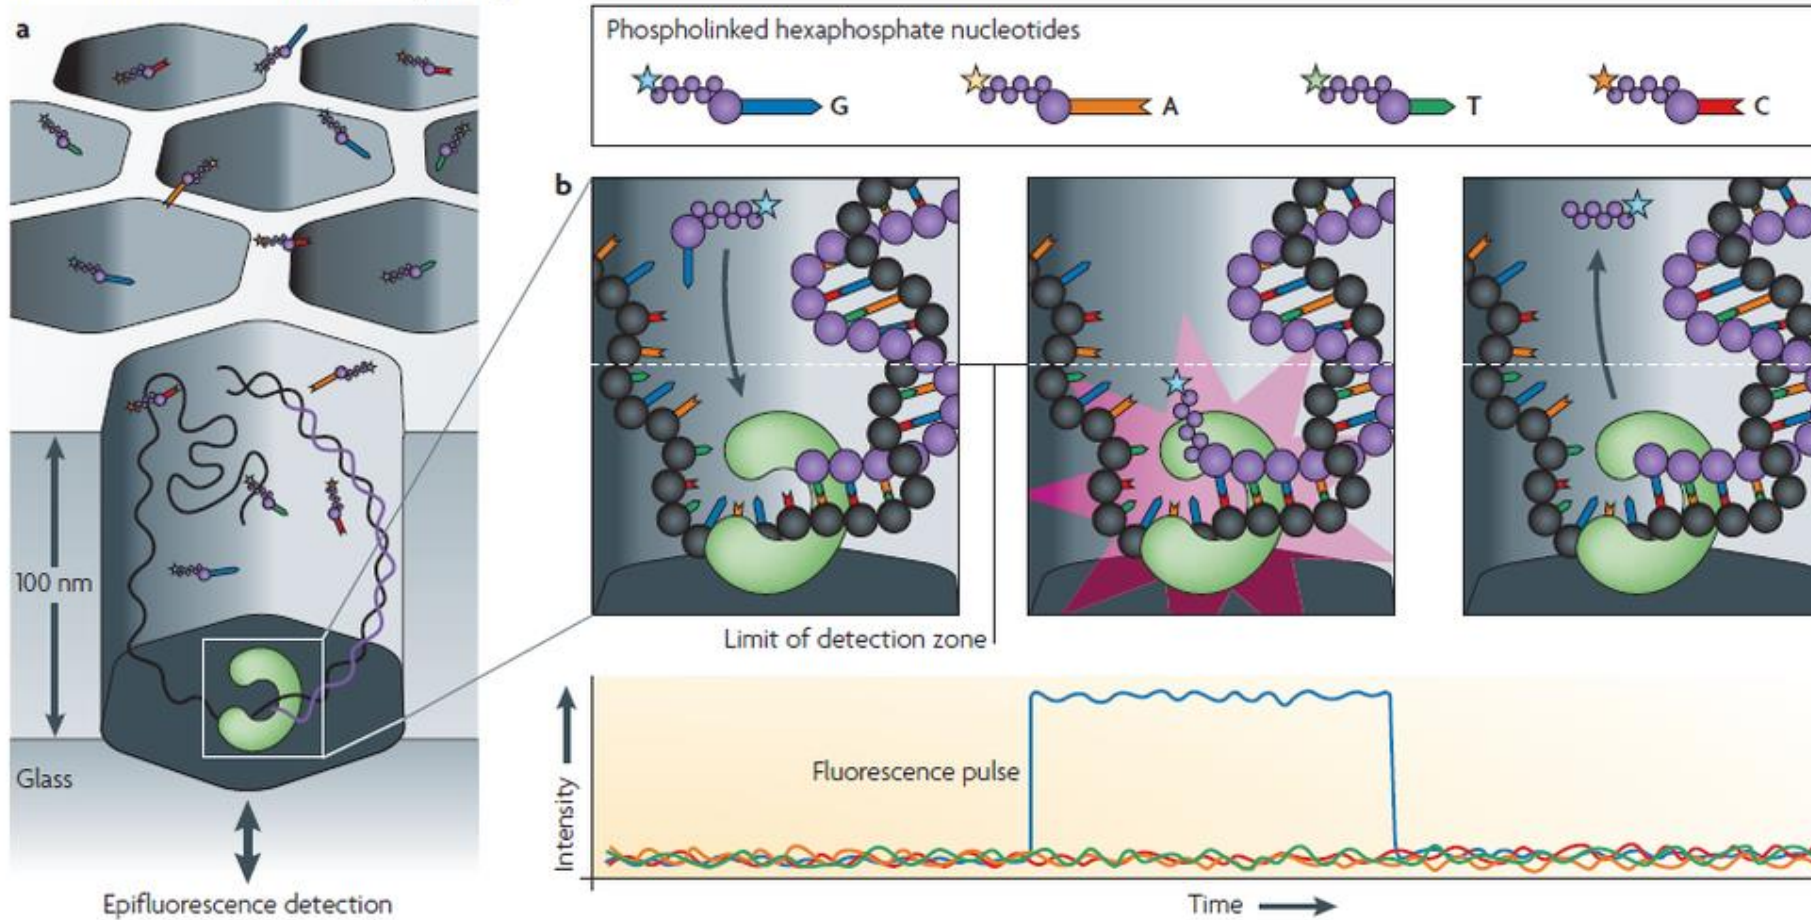 a
Phospholinked hexaphosphate nucleotides
G
A
T
C
b
100 nm
Glass
Epifluorescence detection
Limit of detection zone
Fluorescence pulse
Intensity
Time